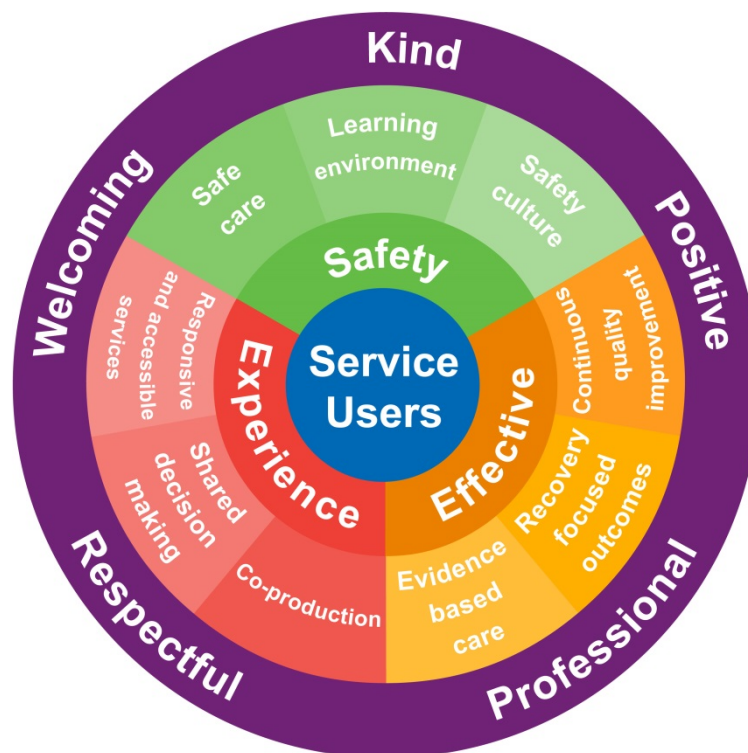 Kind
Positive
Professional
Respectful
Welcoming
Safe
care
Learning
environment
Safety
culture
Continuous
quality
improvement
Recovery
focused
outcomes
Evidence
based
care
Co-production
Shared
decision
making
Responsive
and accessible
services
Safety
Effective
Experience
Service
Users